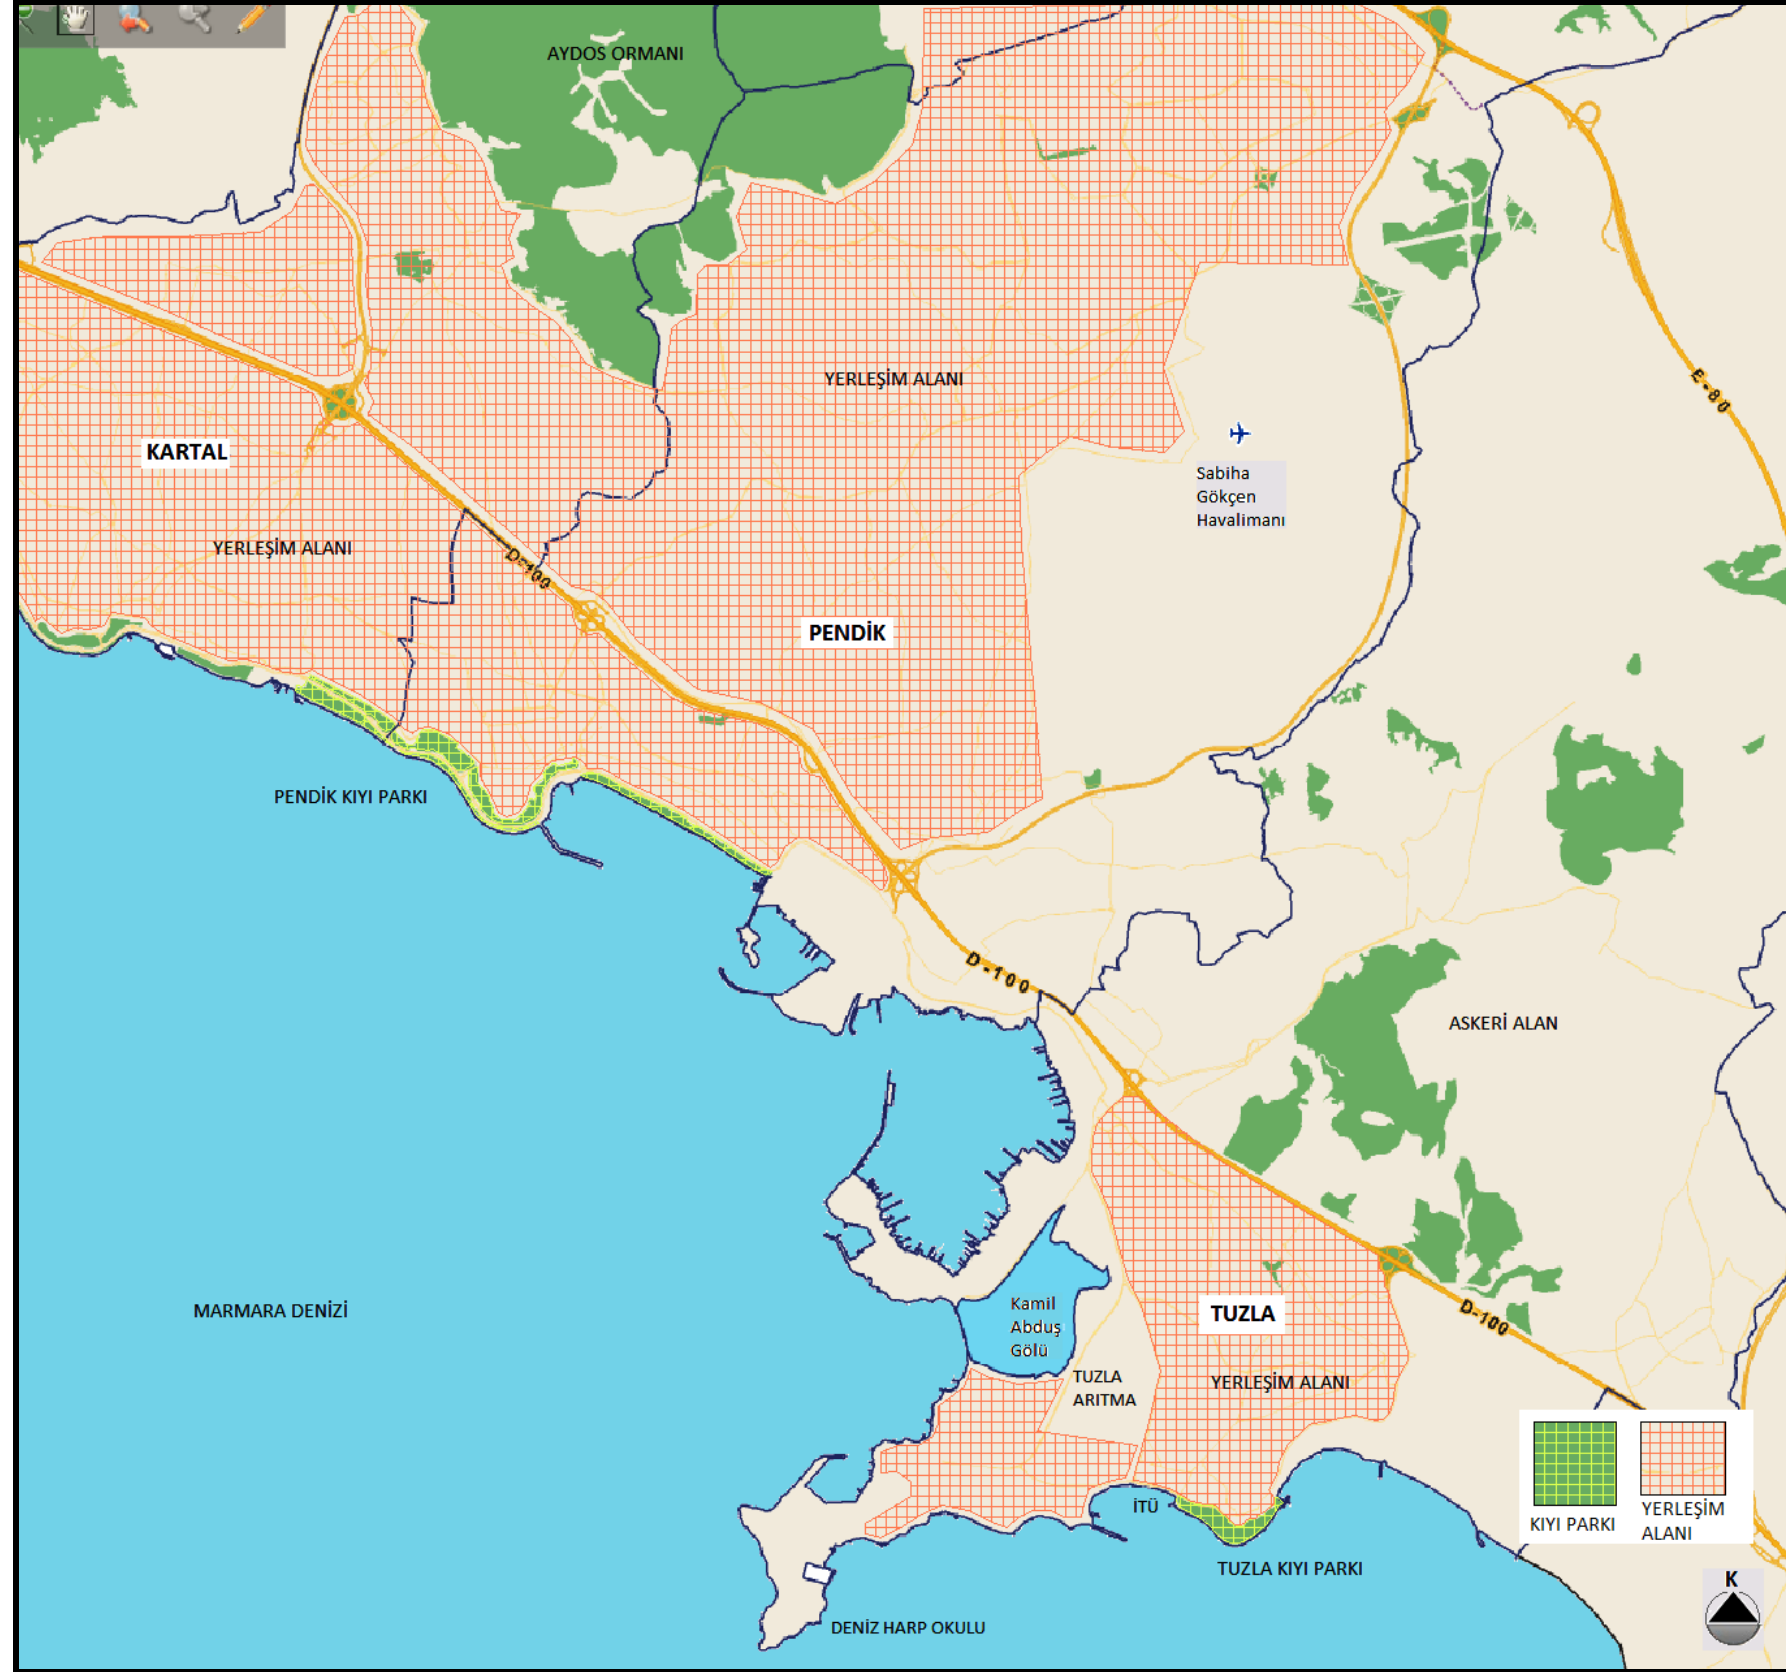 AYDOS ORMANI
E-80
YERLEŞİM ALANI
KARTAL
Sabiha
Gökçen
Havalimanı
YERLEŞİM ALANI
D-100
PENDİK
PENDİK KIYI PARKI
D-100
ASKERİ ALAN
MARMARA DENİZİ
Kamil
Abduş
Gölü
TUZLA
D-100
TUZLA
ARITMA
YERLEŞİM ALANI
İTÜ
KIYI PARKI
YERLEŞİM
ALANI
TUZLA KIYI PARKI
K
DENİZ HARP OKULU